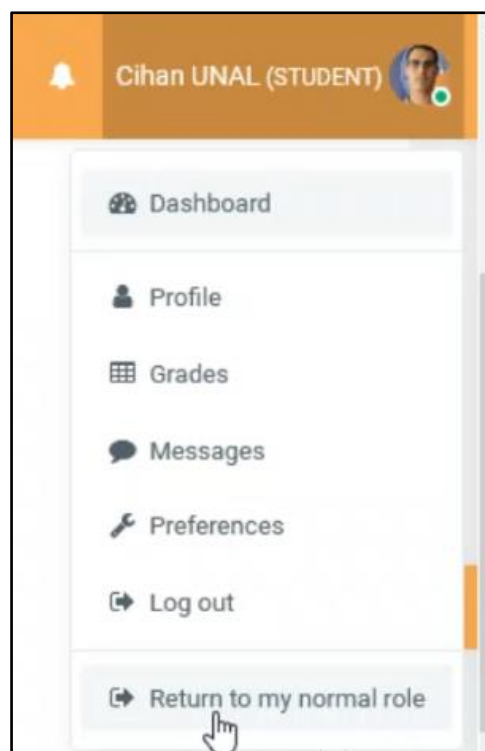 Cihan UNAL (STUDENT)
Dashboard
Profile
Grades
Messages
Preferences
Log out
Return to my normal role